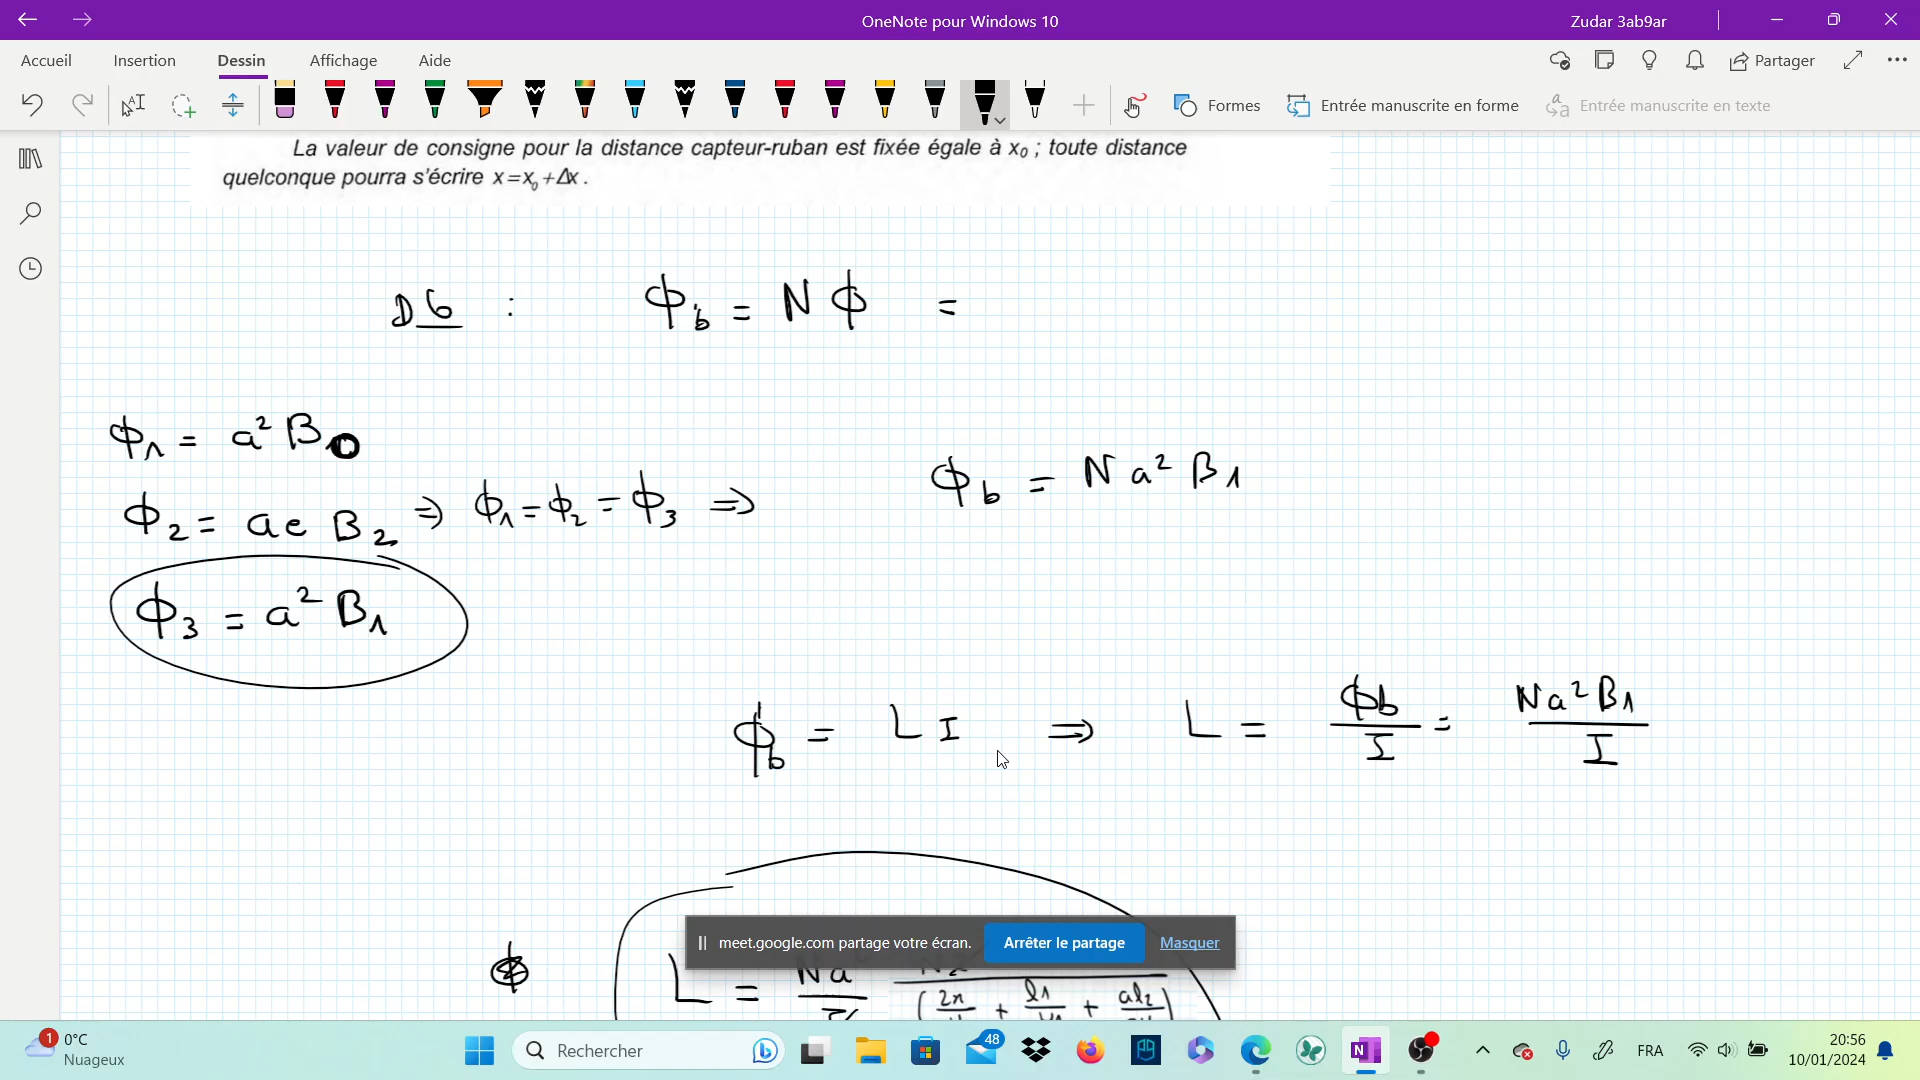 OneNote pour Windows 10
Zudar 3ab9ar
Accueil Insertion Dessin Affichage Aide
Partager
Formes Entrée manuscrite en forme Entrée manuscrite en texte
La valeur de consigne pour la distance capteur-ruban est fixée égale à x₀ ; toute distance
quelconque pourra s'écrire x=x₀+Δx .
D6 : ϕb = N ϕ =
ϕ1 = a² B0
ϕb = N a² B1
ϕ2 = ae B2 ⇒ ϕ1 = ϕ2 = ϕ3 ⇒
ϕ3 = a² B1
ϕb = L I ⇒ L = ϕb/I = Na²B1/I
meet.google.com partage votre écran. Arrêter le partage Masquer
L = Na²
+ + al2
1 0°C
Nuageux
Rechercher
48
FRA
20:56
10/01/2024